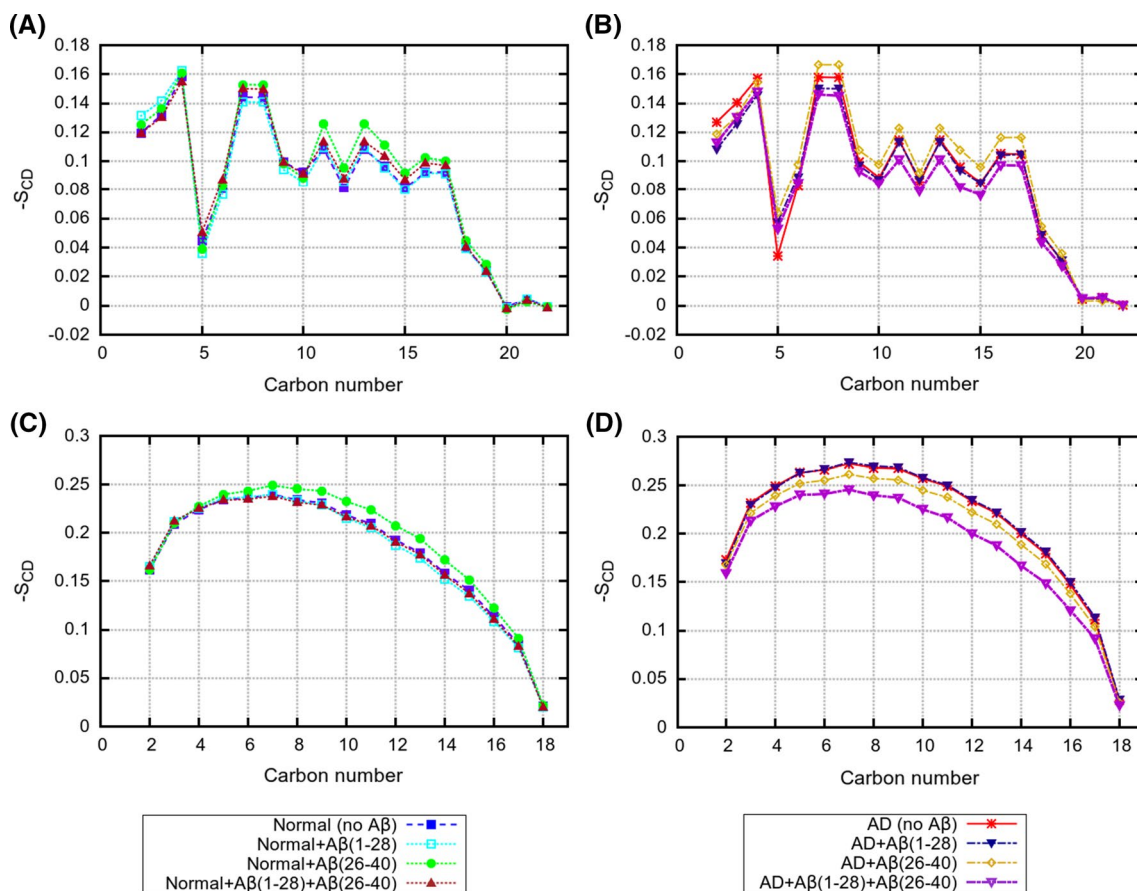 (A)
(B)
0.18
0.16
0.14
0.12
0.1
0.08
0.06
0.04
0.02
0
-0.02
-SCD
0 5 10 15 20
Carbon number
0.18
0.16
0.14
0.12
0.1
0.08
0.06
0.04
0.02
0
-0.02
-SCD
0 5 10 15 20
Carbon number
(C)
(D)
0.3
0.25
0.2
0.15
0.1
0.05
0
-SCD
0 2 4 6 8 10 12 14 16 18
Carbon number
0.3
0.25
0.2
0.15
0.1
0.05
0
-SCD
0 2 4 6 8 10 12 14 16 18
Carbon number
Normal (no Aβ)
Normal+Aβ(1-28)
Normal+Aβ(26-40)
Normal+Aβ(1-28)+Aβ(26-40)
AD (no Aβ)
AD+Aβ(1-28)
AD+Aβ(26-40)
AD+Aβ(1-28)+Aβ(26-40)